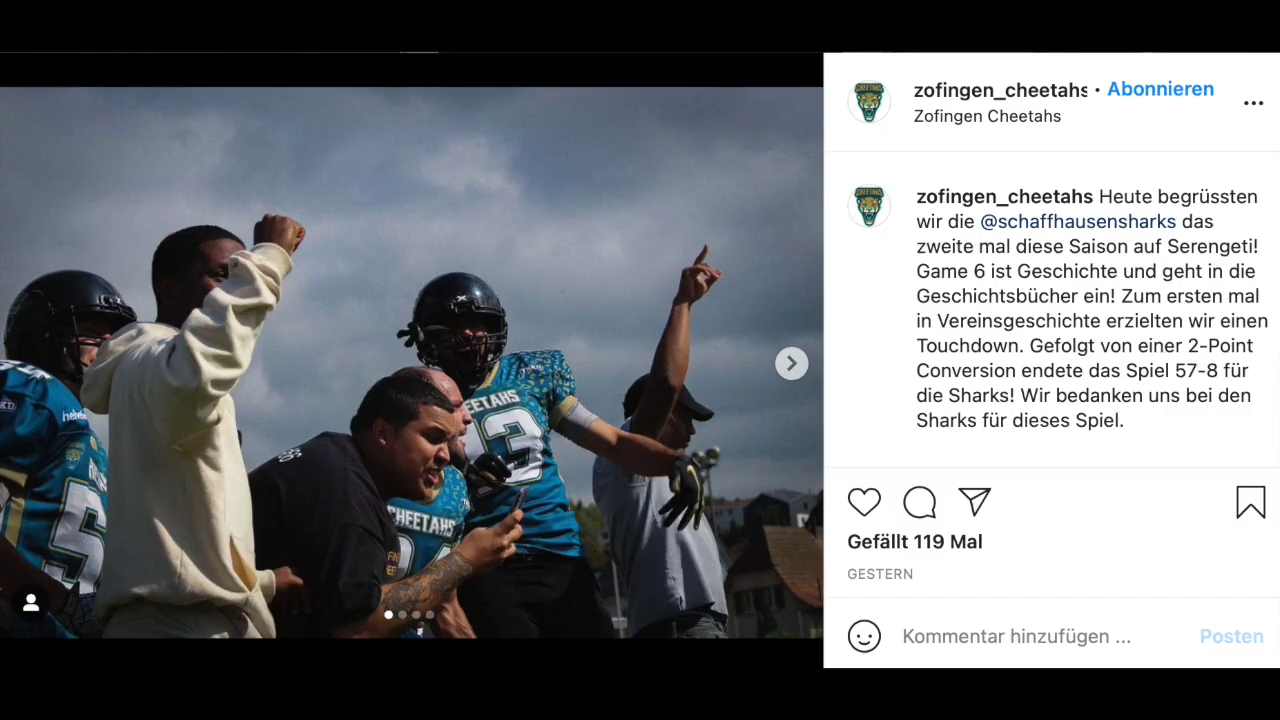 zofingen_cheetahs • Abonnieren
Zofingen Cheetahs
zofingen_cheetahs Heute begrüssten
wir die @schaffhausensharks das
zweite mal diese Saison auf Serengeti!
Game 6 ist Geschichte und geht in die
Geschichtsbücher ein! Zum ersten mal
in Vereinsgeschichte erzielten wir einen
Touchdown. Gefolgt von einer 2-Point
Conversion endete das Spiel 57-8 für
die Sharks! Wir bedanken uns bei den
Sharks für dieses Spiel.
Gefällt 119 Mal
GESTERN
Kommentar hinzufügen ... Posten
CHEETAHS
13
CHEETAHS